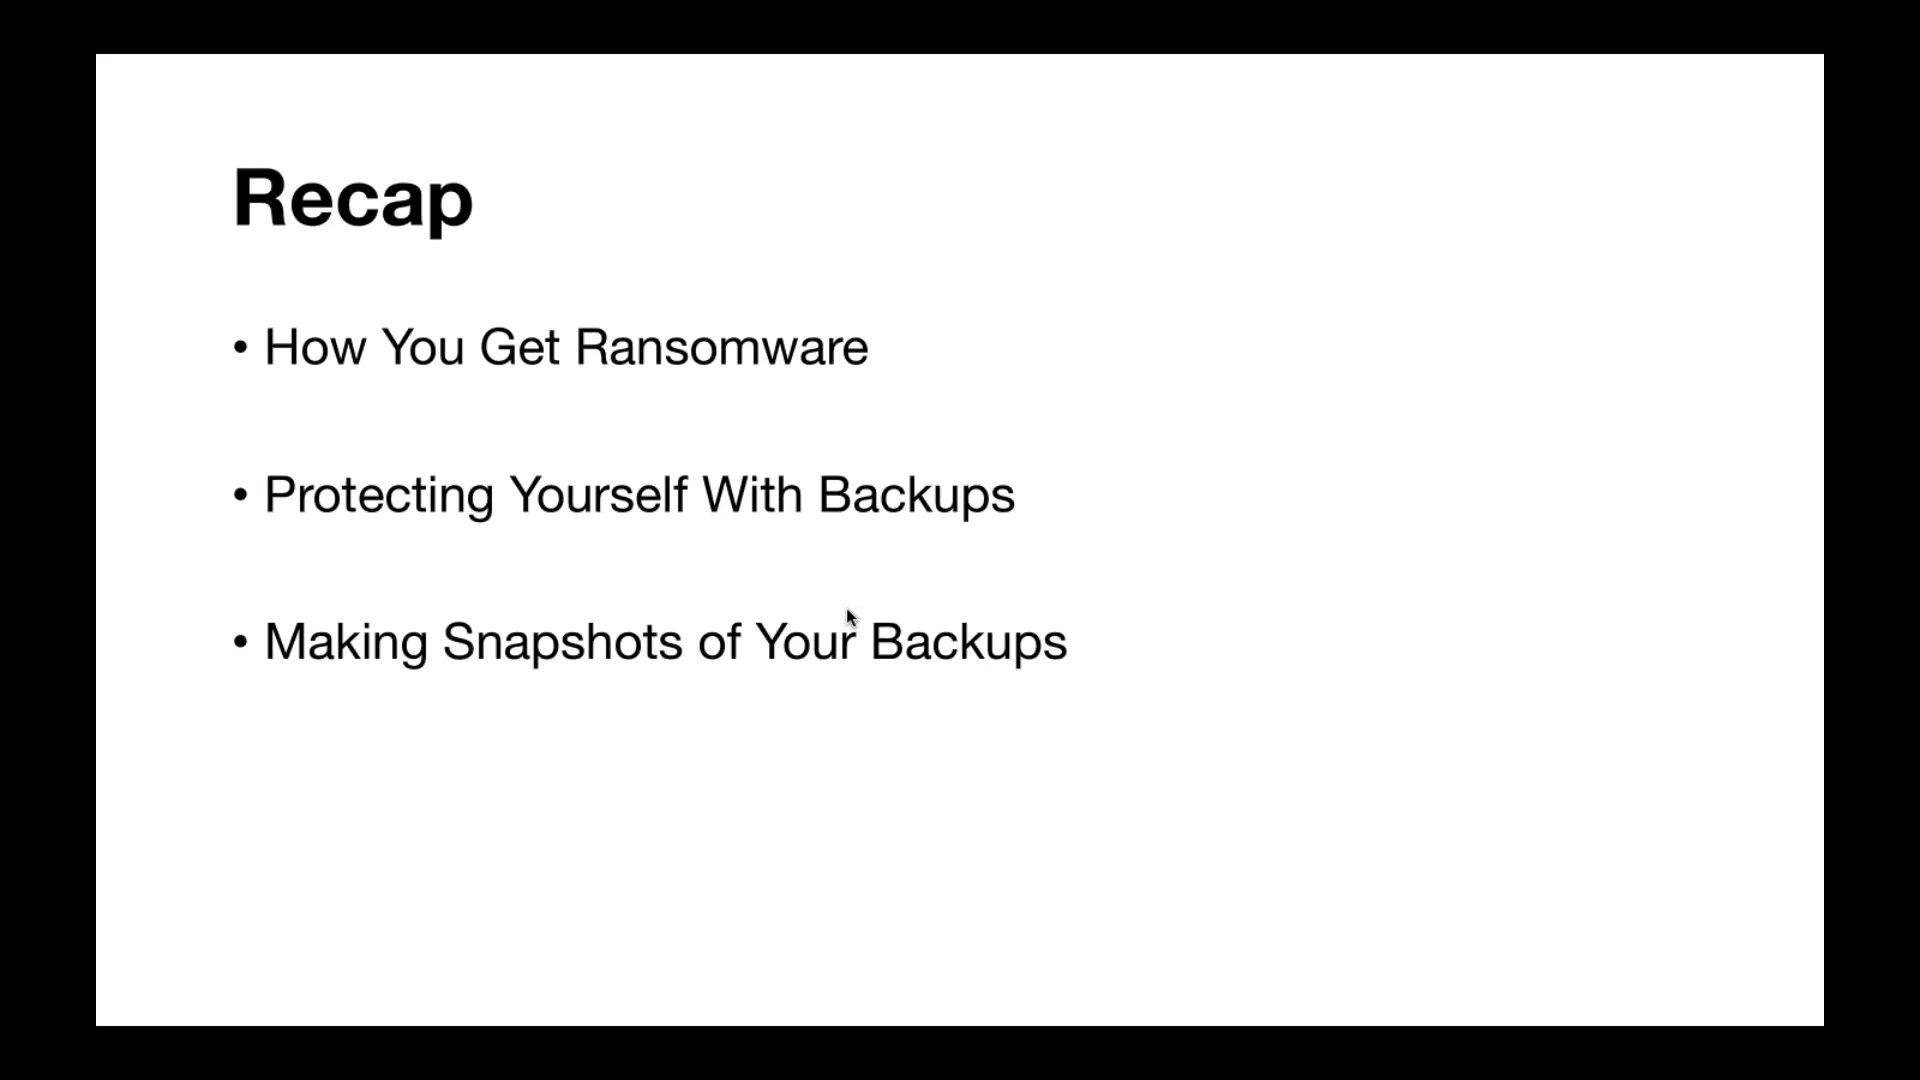 Recap
• How You Get Ransomware
• Protecting Yourself With Backups
• Making Snapshots of Your Backups